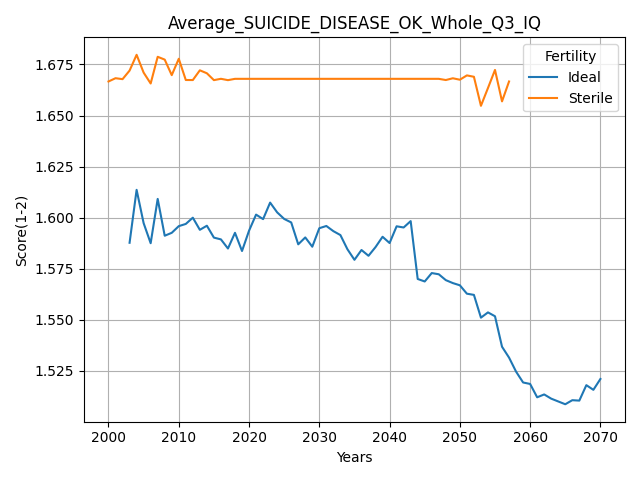 Average_SUICIDE_DISEASE_OK_Whole_Q3_IQ
Fertility
Ideal
Sterile
Score(1-2)
1.675
1.650
1.625
1.600
1.575
1.550
1.525
2000 2010 2020 2030 2040 2050 2060 2070
Years